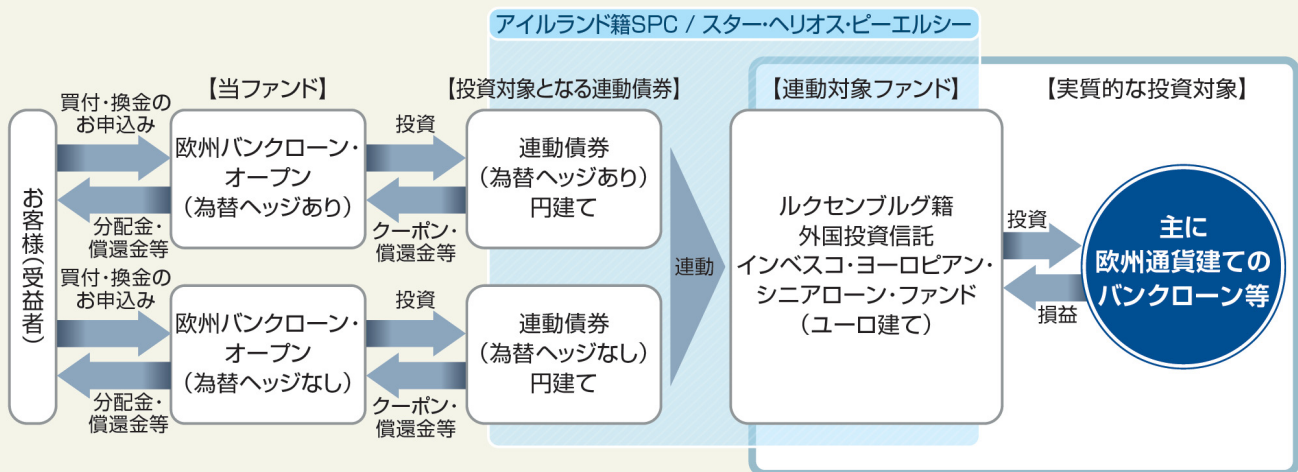 アイルランド籍SPC / スター・ヘリオス・ピーエルシー
【当ファンド】
【投資対象となる連動債券】
【連動対象ファンド】
【実質的な投資対象】
お客様(受益者)
買付・換金の
お申込み
分配金・
償還金等
欧州バンクローン・
オープン
(為替ヘッジあり)
投資
クーポン・
償還金等
連動債券
(為替ヘッジあり)
円建て
買付・換金の
お申込み
分配金・
償還金等
欧州バンクローン・
オープン
(為替ヘッジなし)
投資
クーポン・
償還金等
連動債券
(為替ヘッジなし)
円建て
連動
ルクセンブルグ籍
外国投資信託
インベスコ・ヨーロピアン・
シニアローン・ファンド
(ユーロ建て)
投資
損益
主に
欧州通貨建ての
バンクローン等